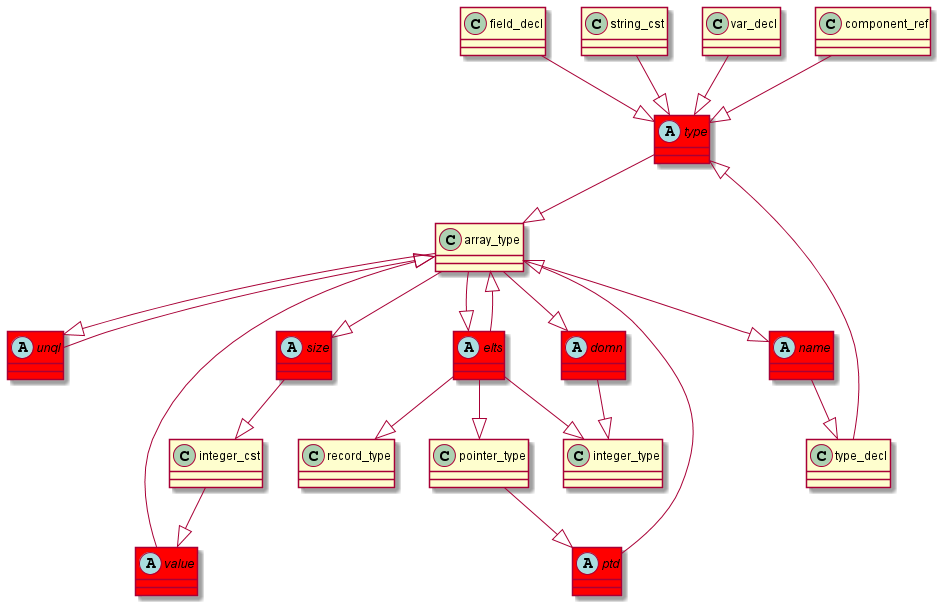 C field_decl
C string_cst
C var_decl
C component_ref
A type
C array_type
A unql
A size
A elts
A domn
A name
C integer_cst
C record_type
C pointer_type
C integer_type
C type_decl
A value
A ptd